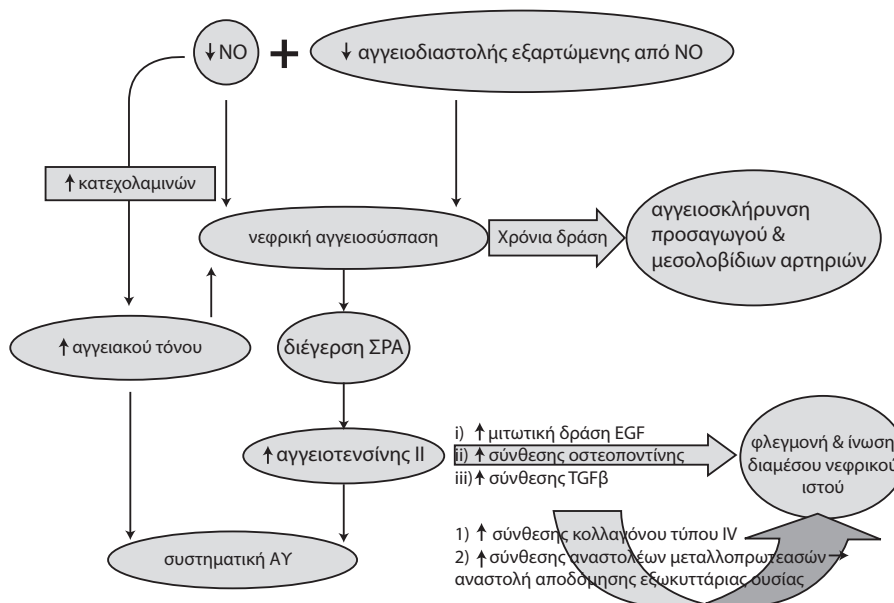 ↓ NO
+
↓ αγγειοδιαστολής εξαρτώμενης από NO
↑ κατεχολαμινών
νεφρική αγγειοσύσπαση
Χρόνια δράση
αγγειοσκλήρυνση
προσαγωγού &
μεσολοβίδιων αρτηριών
↑ αγγειακού τόνου
διέγερση ΣΡΑ
↑ αγγειοτενσίνης ΙΙ
i) ↑ μιτωτική δράση EGF
ii) ↑ σύνθεσης οστεοποντίνης
iii) ↑ σύνθεσης TGFβ
φλεγμονή & ίνωση
διαμέσου νεφρικού
ιστού
συστηματική ΑΥ
1) ↑ σύνθεσης κολλαγόνου τύπου IV
2) ↑ σύνθεσης αναστολέων μεταλλοπρωτεασών →
αναστολή αποδόμησης εξωκυττάριας ουσίας